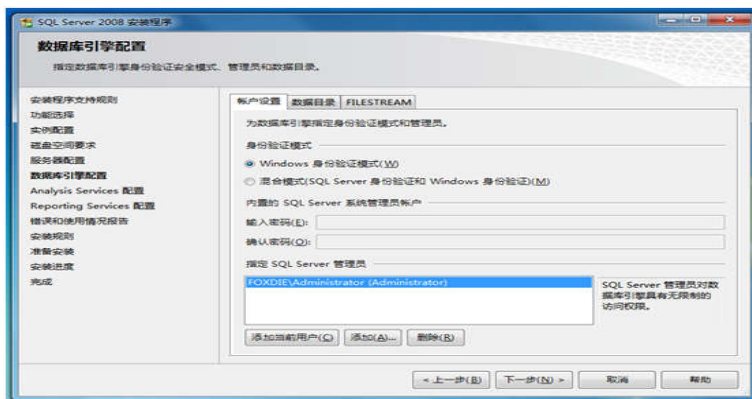 SQL Server 2008 安装程序
数据库引擎配置
指定数据库引擎身份验证安全模式、管理员和数据目录。
安装程序支持规则
功能选择
实例配置
磁盘空间要求
服务器配置
数据库引擎配置
Analysis Services 配置
Reporting Services 配置
错误和使用情况报告
安装规则
准备安装
安装进度
完成
帐户设置 数据目录 FILESTREAM
为数据库引擎指定身份验证模式和管理员。
身份验证模式
Windows 身份验证模式(W)
混合模式(SQL Server 身份验证和 Windows 身份验证)(M)
内置的 SQL Server 系统管理员帐户
输入密码(E):
确认密码(O):
指定 SQL Server 管理员
FOXDIE\Administrator (Administrator)
SQL Server 管理员对数
据库引擎具有无限制的
访问权限。
添加当前用户(C) 添加(A)... 删除(R)
< 上一步(B) 下一步(N) > 取消 帮助